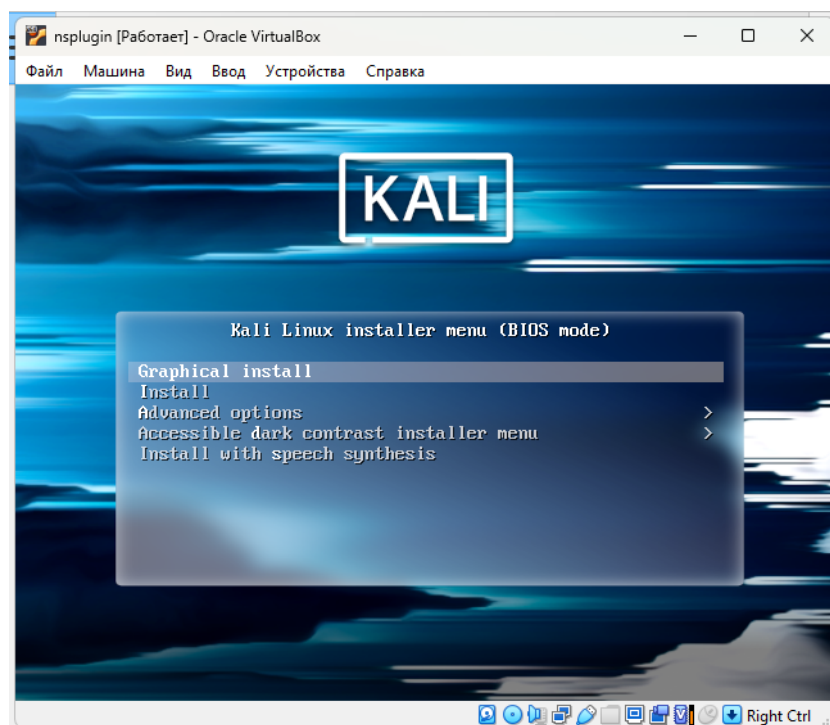 nsplugin [Работает] - Oracle VirtualBox
Файл Машина Вид Ввод Устройства Справка
KALI
Kali Linux installer menu (BIOS mode)
Graphical install
Install
Advanced options >
Accessible dark contrast installer menu >
Install with speech synthesis
Right Ctrl